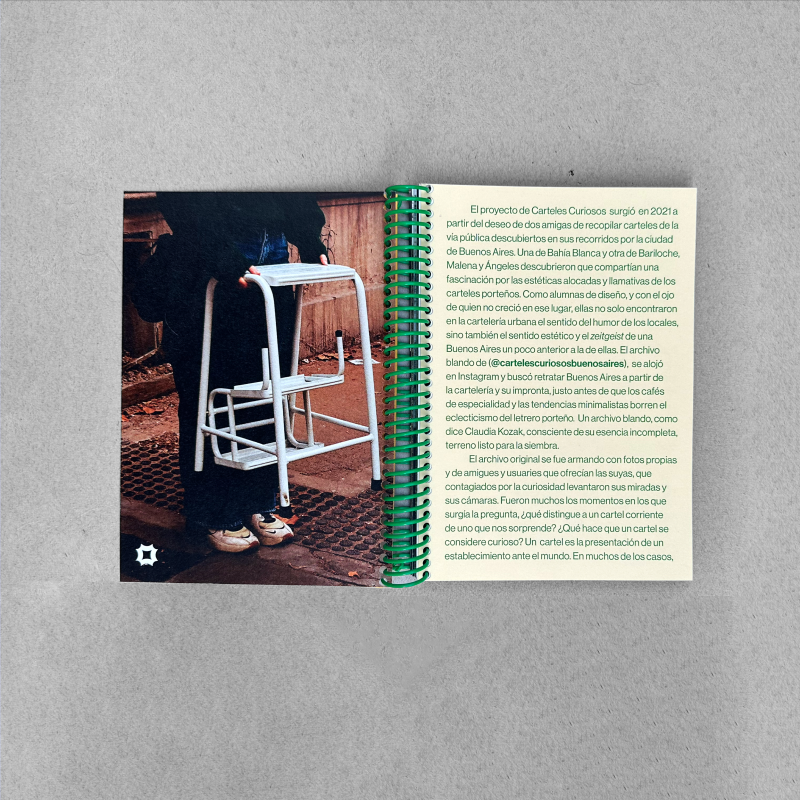 El proyecto de Carteles Curiosos surgió en 2021 a
partir del deseo de dos amigas de recopilar carteles de la
vía pública descubiertos en sus recorridos por la ciudad
de Buenos Aires. Una de Bahía Blanca y otra de Bariloche,
Malena y Ángeles descubrieron que compartían una
fascinación por las estéticas alocadas y llamativas de los
carteles porteños. Como alumnas de diseño, y con el ojo
de quien no creció en ese lugar, ellas no solo encontraron
en la cartelería urbana el sentido del humor de los locales,
sino también el sentido estético y el zeitgeist de una
Buenos Aires un poco anterior a la de ellas. El archivo
blando de (@cartelescuriososbuenosaires), se alojó
en Instagram y buscó retratar Buenos Aires a partir de
la cartelería y su impronta, justo antes de que los cafés
de especialidad y las tendencias minimalistas borren el
eclecticismo del letrero porteño. Un archivo blando, como
dice Claudia Kozak, consciente de su esencia incompleta,
terreno listo para la siembra.
El archivo original se fue armando con fotos propias
y de amigues y usuaries que ofrecían las suyas, que
contagiados por la curiosidad levantaron sus miradas y
sus cámaras. Fueron muchos los momentos en los que
surgía la pregunta, ¿qué distingue a un cartel corriente
de uno que nos sorprende? ¿Qué hace que un cartel se
considere curioso? Un cartel es la presentación de un
establecimiento ante el mundo. En muchos de los casos,